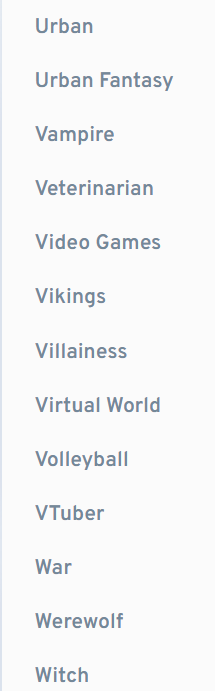 Urban
Urban Fantasy
Vampire
Veterinarian
Video Games
Vikings
Villainess
Virtual World
Volleyball
VTuber
War
Werewolf
Witch